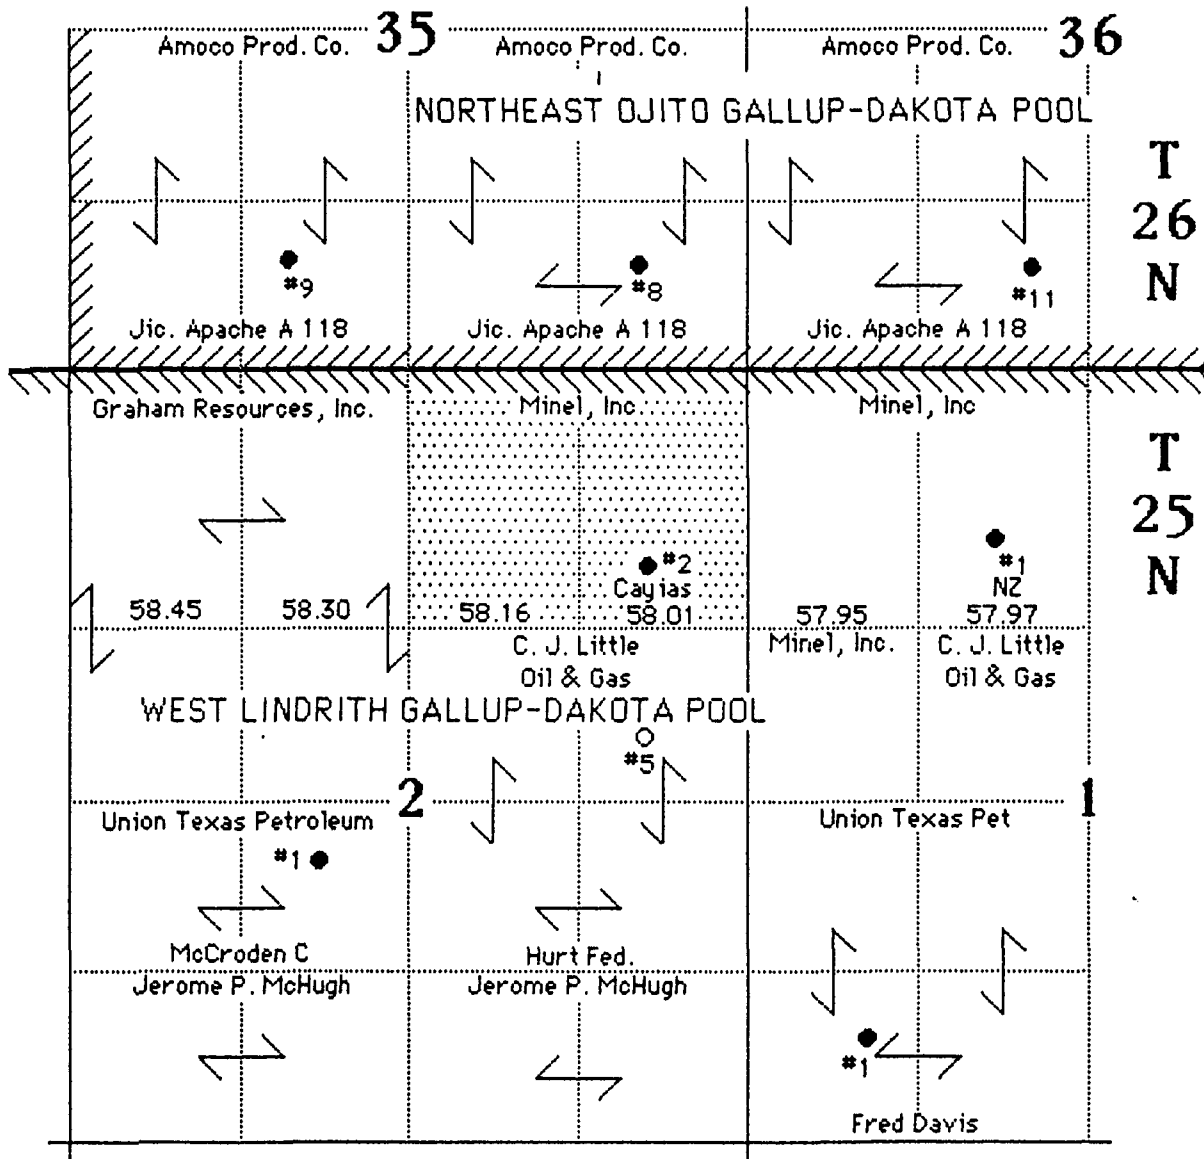 Amoco Prod. Co. 35 Amoco Prod. Co. Amoco Prod. Co. 36
NORTHEAST OJITO GALLUP-DAKOTA POOL
T
26
N
#9 #8 #11
Jic. Apache A 118 Jic. Apache A 118 Jic. Apache A 118
Graham Resources, Inc. Minel, Inc. Minel, Inc
T
25
N
#2 #1
Cayias NZ
58.45 58.30 58.16 58.01 57.95 57.97
C. J. Little Minel, Inc. C. J. Little
Oil & Gas Oil & Gas
WEST LINDRITH GALLUP-DAKOTA POOL
#5
2 1
Union Texas Petroleum Union Texas Pet
#1
McCroden C Hurt Fed.
Jerome P. McHugh Jerome P. McHugh
#1
Fred Davis